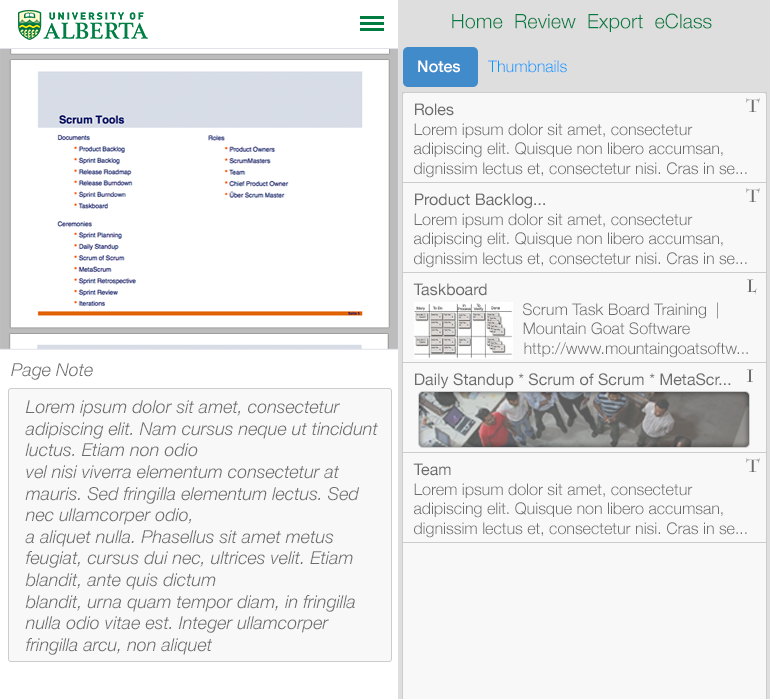 UNIVERSITY OF
ALBERTA
Scrum Tools
Documents
* Product Backlog
* Sprint Backlog
* Release Roadmap
* Release Burndown
* Sprint Burndown
* Taskboard
Ceremonies
* Sprint Planning
* Daily Standup
* Scrum of Scrum
* MetaScrum
* Sprint Retrospective
* Sprint Review
* Iterations
Roles
* Product Owners
* ScrumMasters
* Team
* Chief Product Owner
* Über Scrum Master
Page Note
Lorem ipsum dolor sit amet, consectetur
adipiscing elit. Nam cursus neque ut tincidunt
luctus. Etiam non odio
vel nisi viverra elementum consectetur at
mauris. Sed fringilla elementum lectus. Sed
nec ullamcorper odio,
a aliquet nulla. Phasellus sit amet metus
feugiat, cursus dui nec, ultrices velit. Etiam
blandit, ante quis dictum
blandit, urna quam tempor diam, in fringilla
nulla odio vitae est. Integer ullamcorper
fringilla arcu, non aliquet
Home Review Export eClass
Notes Thumbnails
Roles T
Lorem ipsum dolor sit amet, consectetur
adipiscing elit. Quisque non libero accumsan,
dignissim lectus et, consectetur nisi. Cras in se...
Product Backlog... T
Lorem ipsum dolor sit amet, consectetur
adipiscing elit. Quisque non libero accumsan,
dignissim lectus et, consectetur nisi. Cras in se...
Taskboard L
Scrum Task Board Training |
Mountain Goat Software
http://www.mountaingoatsoftw...
Daily Standup * Scrum of Scrum * MetaScr... I
Team T
Lorem ipsum dolor sit amet, consectetur
adipiscing elit. Quisque non libero accumsan,
dignissim lectus et, consectetur nisi. Cras in se...